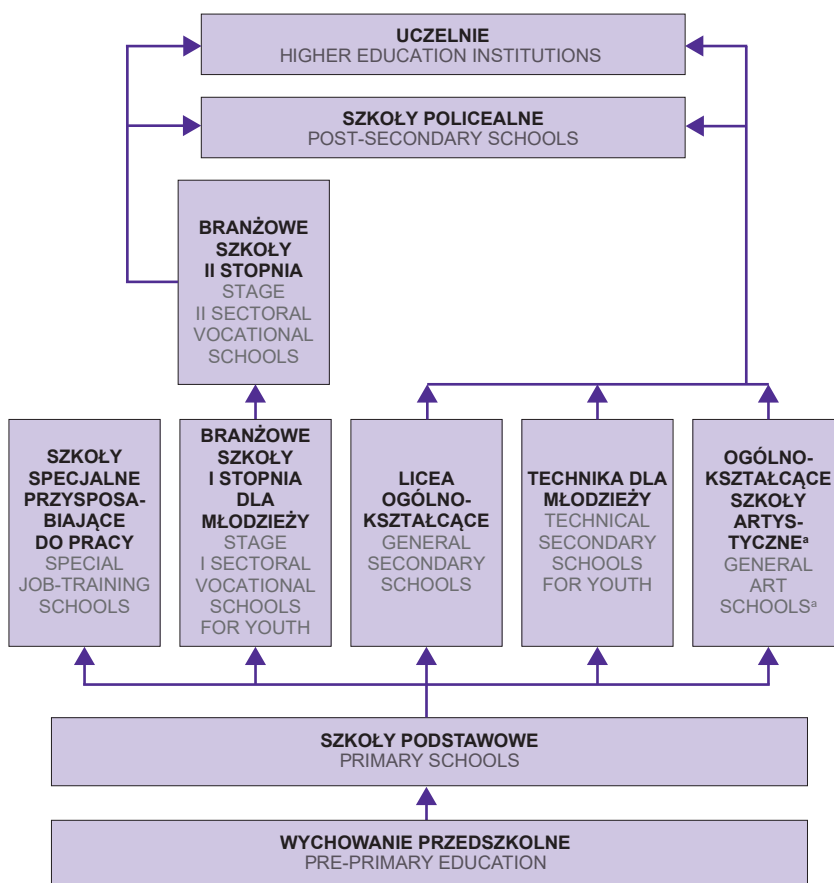 UCZELNIE
HIGHER EDUCATION INSTITUTIONS
SZKOŁY POLICEALNE
POST-SECONDARY SCHOOLS
BRANŻOWE
SZKOŁY
II STOPNIA
STAGE
II SECTORAL
VOCATIONAL
SCHOOLS
SZKOŁY
SPECJALNE
PRZYSPOSA-
BIAJĄCE
DO PRACY
SPECIAL
JOB-TRAINING
SCHOOLS
BRANŻOWE
SZKOŁY
I STOPNIA
DLA
MŁODZIEŻY
STAGE
I SECTORAL
VOCATIONAL
SCHOOLS
FOR YOUTH
LICEA
OGÓLNO-
KSZTAŁCĄCE
GENERAL
SECONDARY
SCHOOLS
TECHNIKA DLA
MŁODZIEŻY
TECHNICAL
SECONDARY
SCHOOLS
FOR YOUTH
OGÓLNO-
KSZTAŁCĄCE
SZKOŁY
ARTYS-
TYCZNEᵃ
GENERAL
ART
SCHOOLSᵃ
SZKOŁY PODSTAWOWE
PRIMARY SCHOOLS
WYCHOWANIE PRZEDSZKOLNE
PRE-PRIMARY EDUCATION